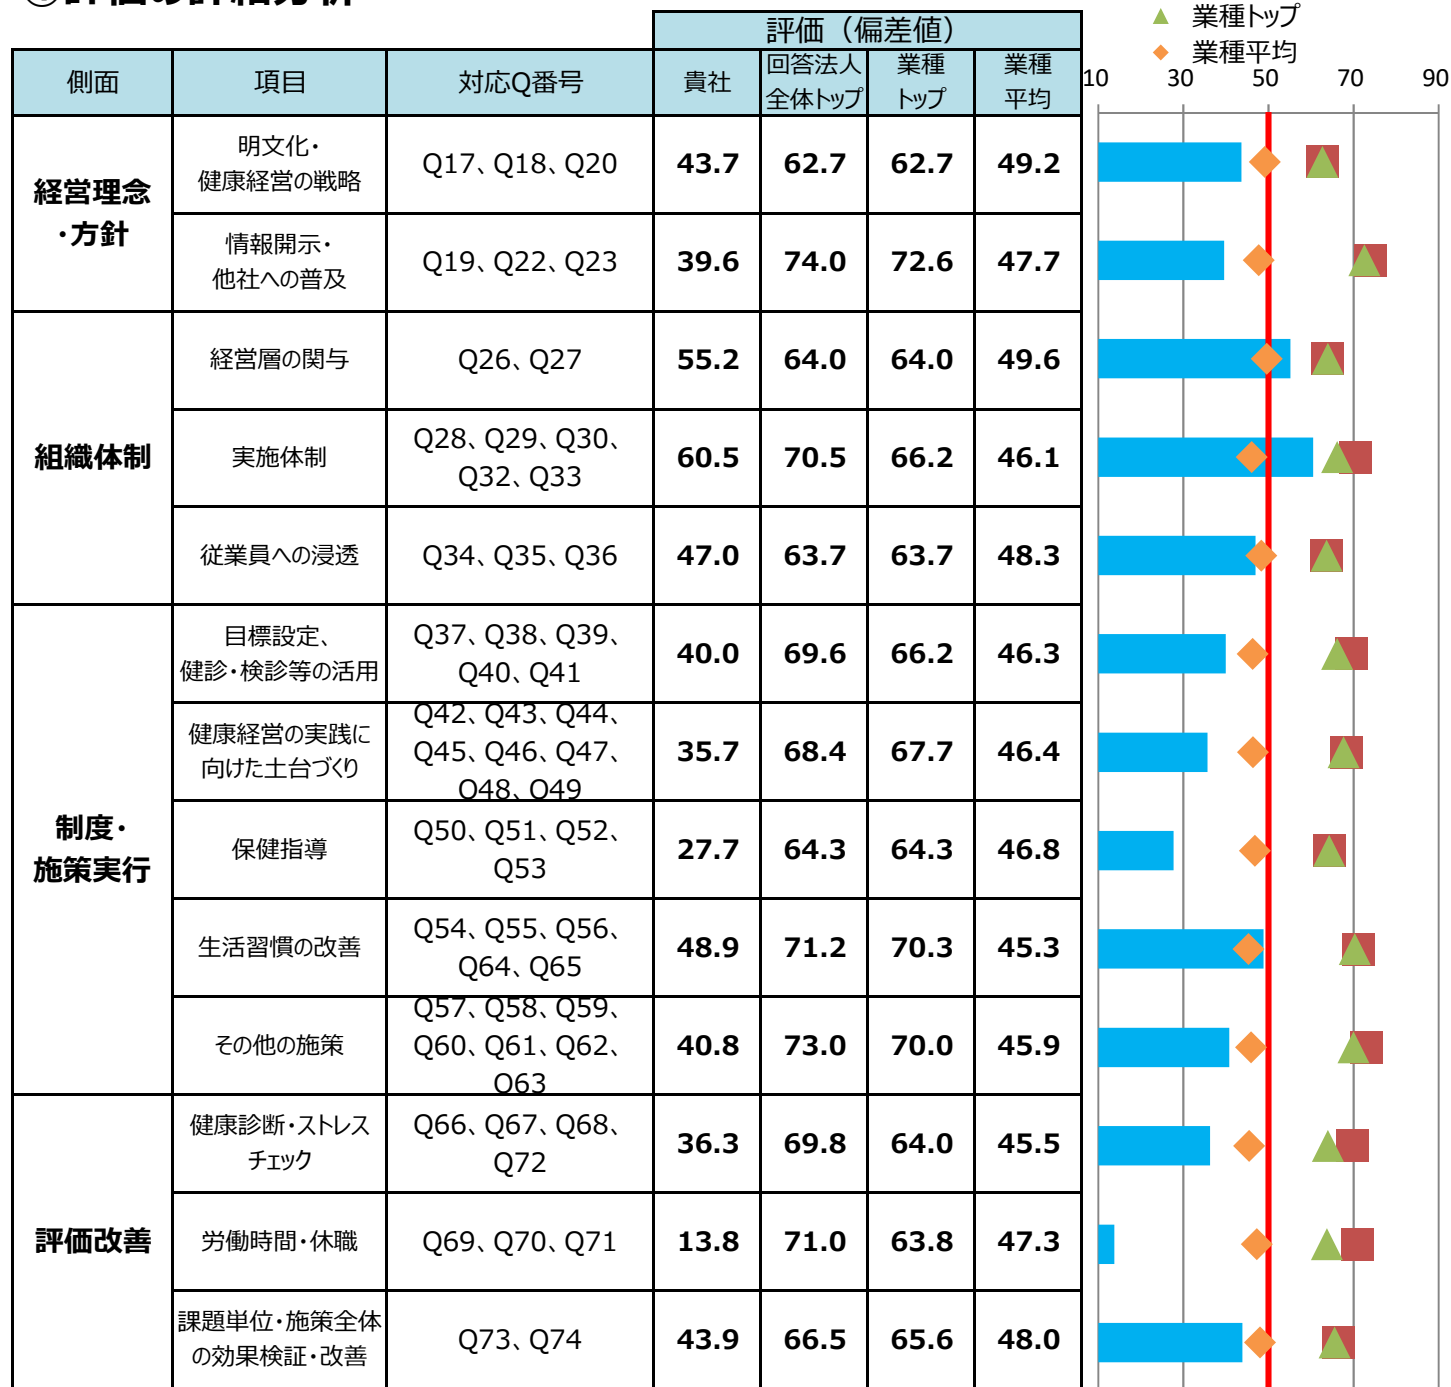 ①評価の詳細分析
▲ 業種トップ
◆ 業種平均
評価（偏差値）
側面 項目 対応Q番号 貴社 回答法人全体トップ 業種トップ 業種平均
10 30 50 70 90
経営理念・方針
明文化・健康経営の戦略 Q17、Q18、Q20 43.7 62.7 62.7 49.2
情報開示・他社への普及 Q19、Q22、Q23 39.6 74.0 72.6 47.7
組織体制
経営層の関与 Q26、Q27 55.2 64.0 64.0 49.6
実施体制 Q28、Q29、Q30、Q32、Q33 60.5 70.5 66.2 46.1
従業員への浸透 Q34、Q35、Q36 47.0 63.7 63.7 48.3
制度・施策実行
目標設定、健診・検診等の活用 Q37、Q38、Q39、Q40、Q41 40.0 69.6 66.2 46.3
健康経営の実践に向けた土台づくり Q42、Q43、Q44、Q45、Q46、Q47、Q48、Q49 35.7 68.4 67.7 46.4
保健指導 Q50、Q51、Q52、Q53 27.7 64.3 64.3 46.8
生活習慣の改善 Q54、Q55、Q56、Q64、Q65 48.9 71.2 70.3 45.3
その他の施策 Q57、Q58、Q59、Q60、Q61、Q62、Q63 40.8 73.0 70.0 45.9
評価改善
健康診断・ストレスチェック Q66、Q67、Q68、Q72 36.3 69.8 64.0 45.5
労働時間・休職 Q69、Q70、Q71 13.8 71.0 63.8 47.3
課題単位・施策全体の効果検証・改善 Q73、Q74 43.9 66.5 65.6 48.0